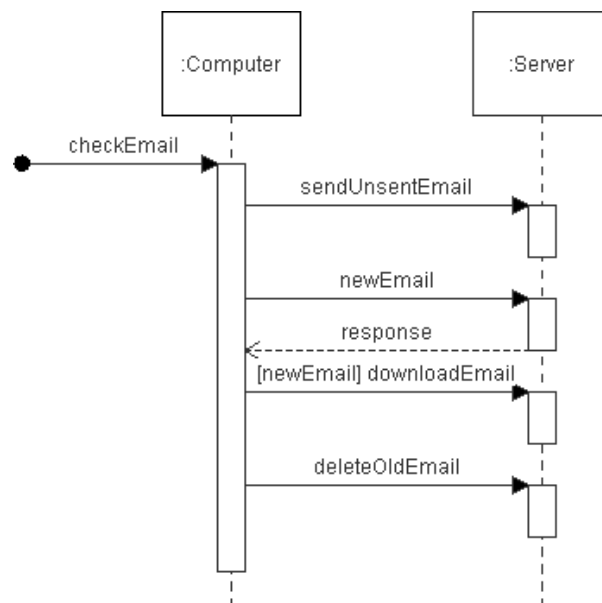 :Computer
:Server
checkEmail
sendUnsentEmail
newEmail
response
[newEmail] downloadEmail
deleteOldEmail